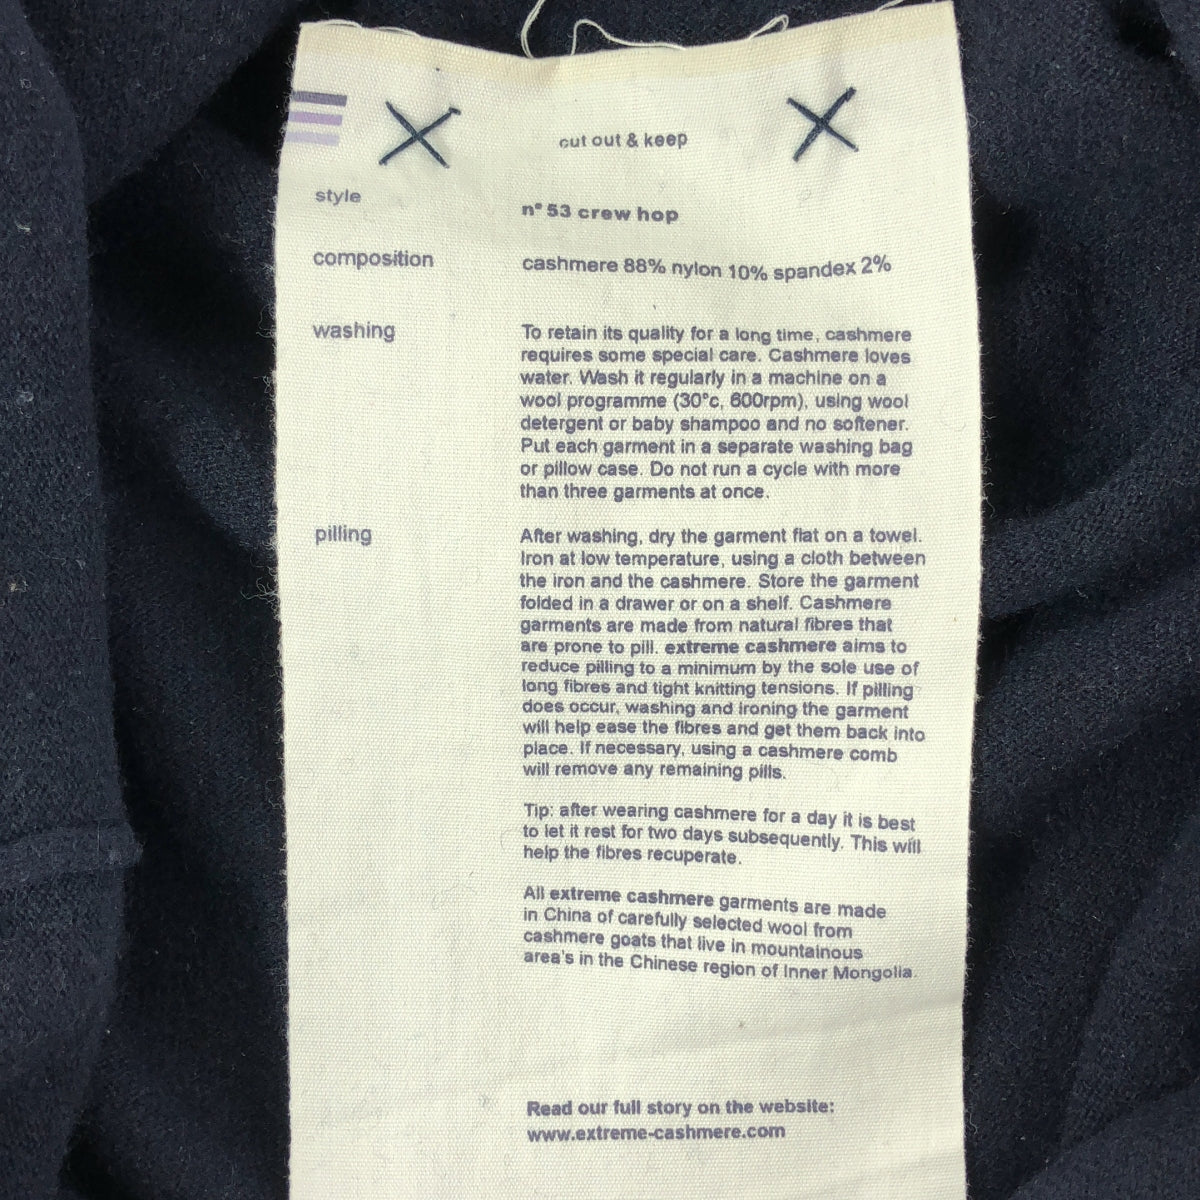 cut out & keep
style
n° 53 crew hop
composition
cashmere 88% nylon 10% spandex 2%
washing
To retain its quality for a long time, cashmere
requires some special care. Cashmere loves
water. Wash it regularly in a machine on a
wool programme (30°c, 600rpm), using wool
detergent or baby shampoo and no softener.
Put each garment in a separate washing bag
or pillow case. Do not run a cycle with more
than three garments at once.
pilling
After washing, dry the garment flat on a towel.
Iron at low temperature, using a cloth between
the iron and the cashmere. Store the garment
folded in a drawer or on a shelf. Cashmere
garments are made from natural fibres that
are prone to pill. extreme cashmere aims to
reduce pilling to a minimum by the sole use of
long fibres and tight knitting tensions. If pilling
does occur, washing and ironing the garment
will help ease the fibres and get them back into
place. If necessary, using a cashmere comb
will remove any remaining pills.
Tip: after wearing cashmere for a day it is best
to let it rest for two days subsequently. This will
help the fibres recuperate.
All extreme cashmere garments are made
in China of carefully selected wool from
cashmere goats that live in mountainous
area's in the Chinese region of Inner Mongolia.
Read our full story on the website:
www.extreme-cashmere.com